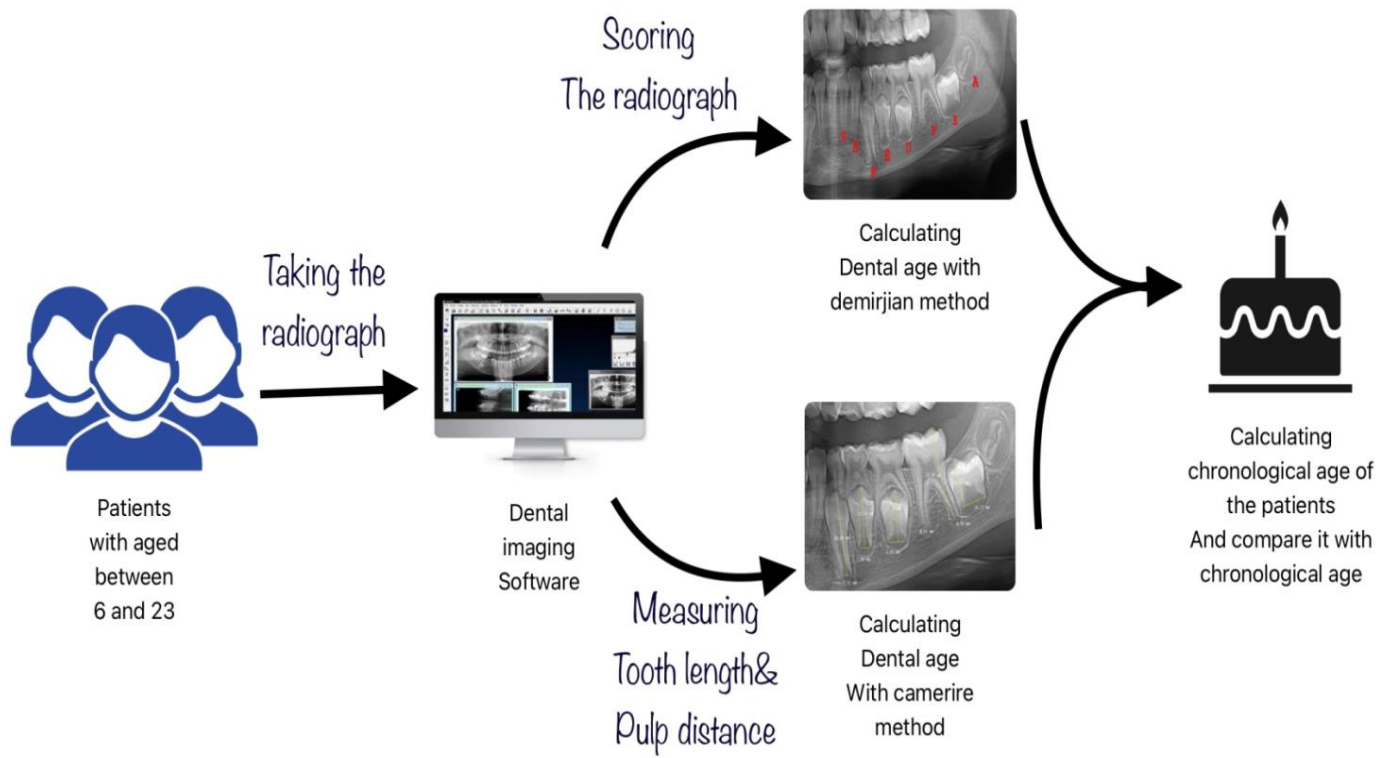 Patients
with aged
between
6 and 23
Taking the
radiograph
Dental
imaging
Software
Scoring
The radiograph
A
Calculating
Dental age with
demirjian method
Measuring
Tooth length&
Pulp distance
Calculating
Dental age
With camerire
method
Calculating
chronological age of
the patients
And compare it with
chronological age